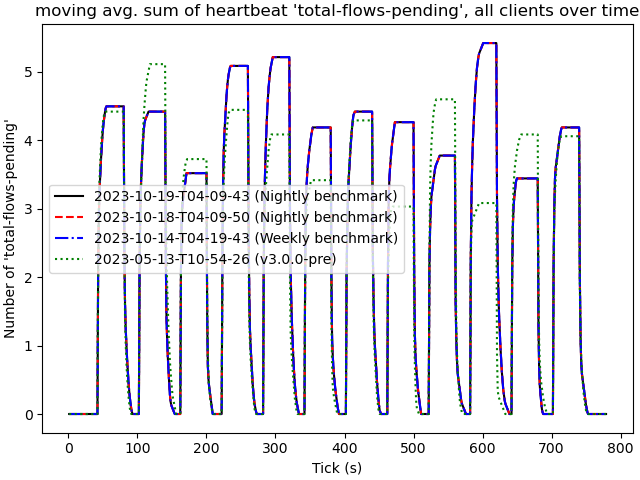 moving avg. sum of heartbeat 'total-flows-pending', all clients over time
Number of 'total-flows-pending'
5
4
3
2
1
0
2023-10-19-T04-09-43 (Nightly benchmark)
2023-10-18-T04-09-50 (Nightly benchmark)
2023-10-14-T04-19-43 (Weekly benchmark)
2023-05-13-T10-54-26 (v3.0.0-pre)
0 100 200 300 400 500 600 700 800
Tick (s)